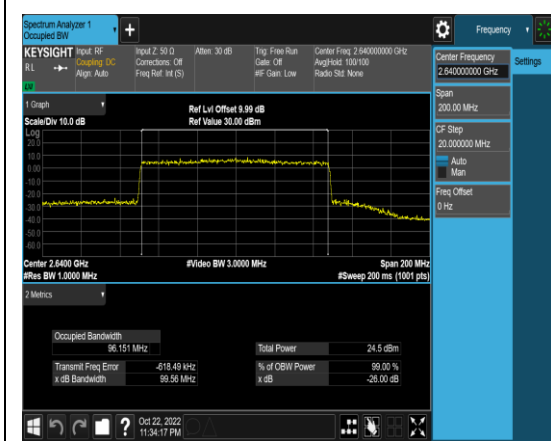 Spectrum Analyzer 1
Occupied BW
Frequency
KEYSIGHT
R L
Input: RF
Coupling: DC
Align: Auto
Input Z: 50 Ω
Corrections: Off
Freq Ref: Int (S)
Atten: 30 dB
Trig: Free Run
Gate: Off
#IF Gain: Low
Center Freq: 2.640000000 GHz
Avg|Hold: 100/100
Radio Std: None
Center Frequency
2.640000000 GHz
Settings
Span
200.00 MHz
CF Step
20.000000 MHz
Auto
Man
Freq Offset
0 Hz
1 Graph
Scale/Div 10.0 dB
Ref Lvl Offset 9.99 dB
Ref Value 30.00 dBm
Log
20.0
10.0
0.00
-10.0
-20.0
-30.0
-40.0
-50.0
-60.0
Center 2.6400 GHz
#Video BW 3.0000 MHz
Span 200 MHz
#Res BW 1.0000 MHz
#Sweep 200 ms (1001 pts)
2 Metrics
Occupied Bandwidth
96.151 MHz
Total Power 24.5 dBm
Transmit Freq Error -618.49 kHz
% of OBW Power 99.00 %
x dB Bandwidth 99.56 MHz
x dB -26.00 dB
Oct 22, 2022
11:34:17 PM